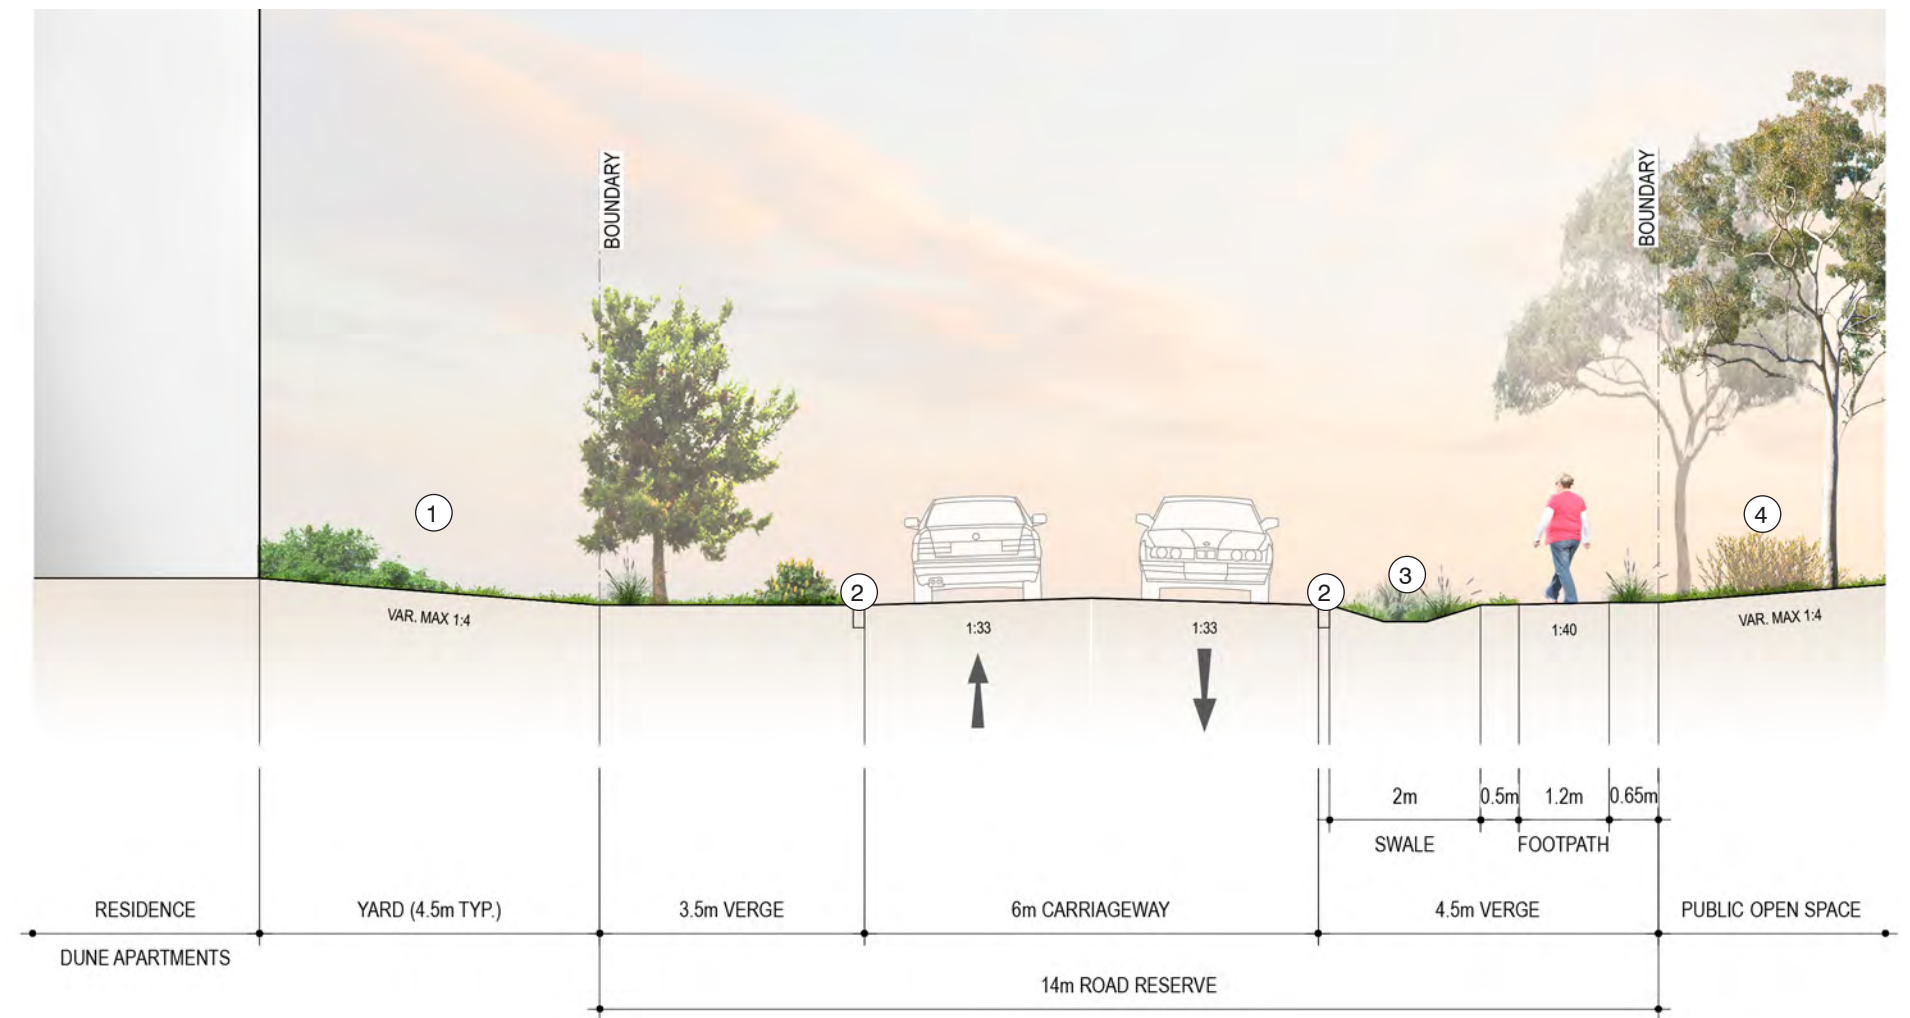 BOUNDARY
BOUNDARY
1
4
3
2
2
VAR. MAX 1:4
1:33
1:33
1:40
VAR. MAX 1:4
2m
0.5m
1.2m
0.65m
SWALE
FOOTPATH
RESIDENCE
YARD (4.5m TYP.)
3.5m VERGE
6m CARRIAGEWAY
4.5m VERGE
PUBLIC OPEN SPACE
DUNE APARTMENTS
14m ROAD RESERVE